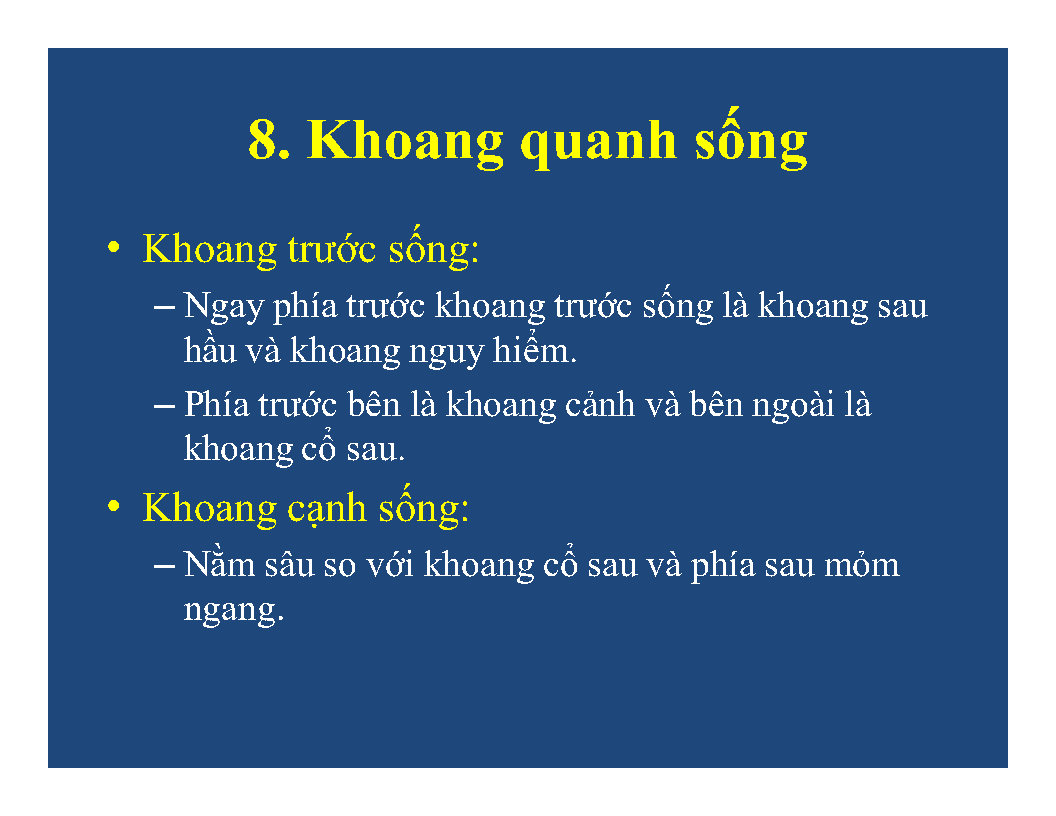 8. Khoang quanh sống
• Khoang trước sống:
– Ngay phía trước khoang trước sống là khoang sau
hầu và khoang nguy hiểm.
– Phía trước bên là khoang cảnh và bên ngoài là
khoang cổ sau.
• Khoang cạnh sống:
– Nằm sâu so với khoang cổ sau và phía sau mỏm
ngang.